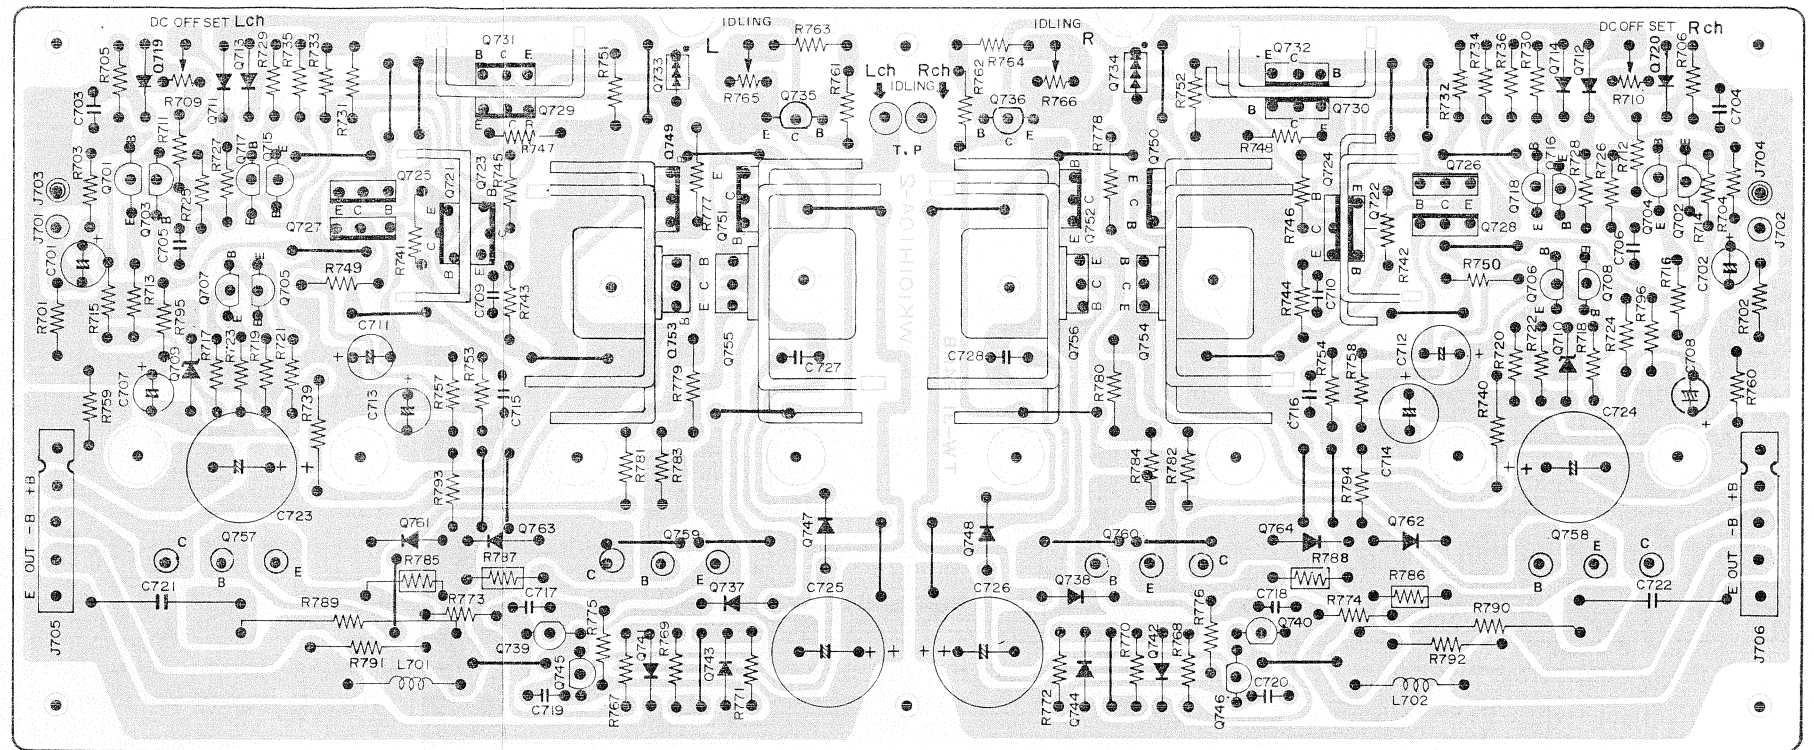 DC OFFSET Lch
IDLING
IDLING
DC OFFSET Rch
R705
Q719
Q713
R729
R735
R733
Q731
R751
Q733
L
R763
R761
R762
R764
R
Q734
R752
Q732
R734
R736
R730
Q714
Q712
Q720
R706
B C E
E C B
Lch Rch
IDLING
C703
R709
Q711
R731
Q729
R765
Q735
Q736
R766
Q730
R732
R710
C704
E C B
R747
E C B
T.P
B C E
R778
R748
B C E
R703
Q701
R711
R727
Q717
Q715
Q725
Q721
Q723
R745
Q749
Q750
Q724
Q722
Q726
Q716
R728
R726
R712
J703
J701
Q703
R725
C705
Q727
E C B
R741
R777
Q751
Q752
R746
R742
B C E
Q728
Q718
Q704
Q702
R714
R704
J704
J702
C701
R713
Q707
Q705
R749
C709
R743
E C B
R744
C710
R750
Q706
Q708
C706
R716
C702
R701
R715
R795
C711
Q753
Q755
Q756
Q754
R796
R702
R717
R723
R719
R721
R753
R754
R758
C712
R720
R722
Q710
R718
R724
C708
R759
C707
Q709
R739
C713
R757
C715
R779
C727
C728
R780
C716
R740
C724
R760
E OUT -B +B
C723
R793
R781
R783
R784
R782
R794
C714
E OUT -B +B
Q757
Q761
Q763
Q759
Q747
Q748
Q760
Q764
Q762
Q758
C B E
R785
R787
C B E
B E C
R788
R786
B E C
C721
R789
R773
C717
R775
Q737
C725
C726
Q738
R776
C718
R774
R790
C722
J705
R791
L701
Q739
Q745
C719
R767
Q741
R769
Q743
R771
R772
Q744
R770
Q742
R768
Q746
Q740
C720
R792
L702
J706